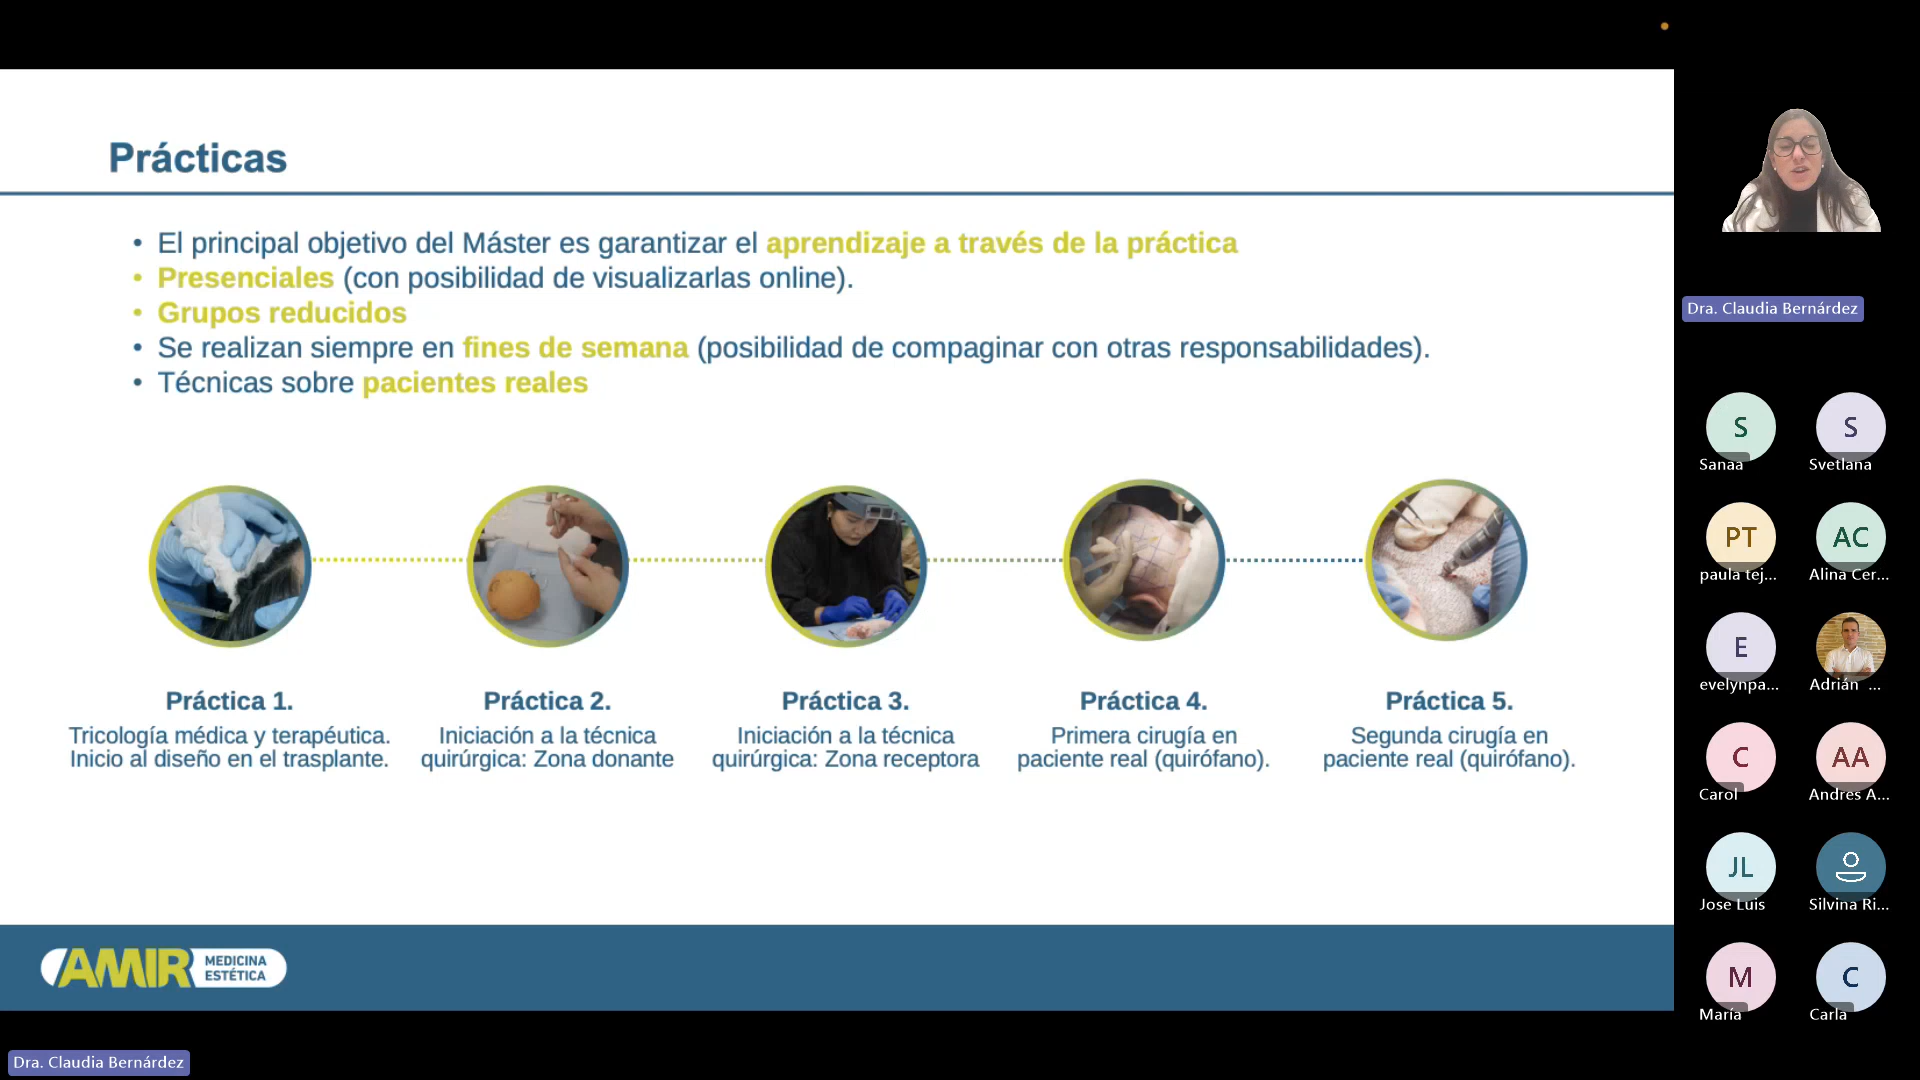 Prácticas
• El principal objetivo del Máster es garantizar el aprendizaje a través de la práctica
• Presenciales (con posibilidad de visualizarlas online).
• Grupos reducidos
• Se realizan siempre en fines de semana (posibilidad de compaginar con otras responsabilidades).
• Técnicas sobre pacientes reales
Práctica 1.
Tricología médica y terapéutica.
Inicio al diseño en el trasplante.
Práctica 2.
Iniciación a la técnica
quirúrgica: Zona donante
Práctica 3.
Iniciación a la técnica
quirúrgica: Zona receptora
Práctica 4.
Primera cirugía en
paciente real (quirófano).
Práctica 5.
Segunda cirugía en
paciente real (quirófano).
AMIR MEDICINA
ESTÉTICA
Dra. Claudia Bernárdez
Dra. Claudia Bernárdez
S
Sanaa
S
Svetlana
PT
paula tej...
AC
Alina Cer...
E
evelynpa...
Adrián ...
C
Carol
AA
Andres A...
JL
Jose Luis
Silvina Ri...
M
María
C
Carla